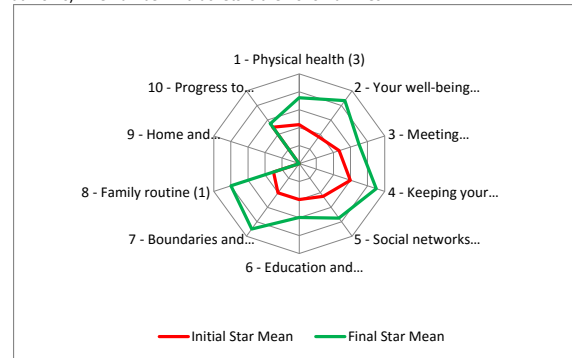 1 - Physical health (3)
10 - Progress to...
2 - Your well-being...
9 - Home and...
3 - Meeting...
8 - Family routine (1)
4 - Keeping your...
7 - Boundaries and...
5 - Social networks...
6 - Education and...
Initial Star Mean
Final Star Mean